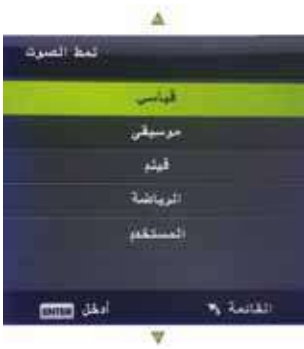 نمط الصوت
قياسي
موسيقى
فيلم
الرياضة
المستخدم
القائمة أدخل ENTER